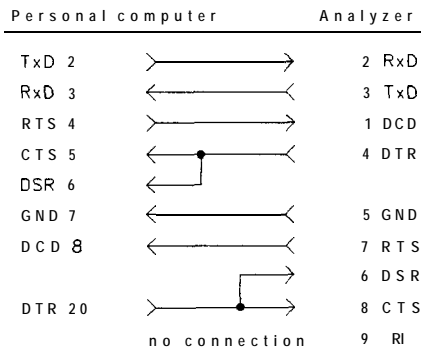 Personal computer Analyzer
TxD 2 2 RxD
RxD 3 3 TxD
RTS 4 1 DCD
CTS 5 4 DTR
DSR 6
GND 7 5 GND
DCD 8 7 RTS
6 DSR
DTR 20 8 CTS
no connection 9 RI